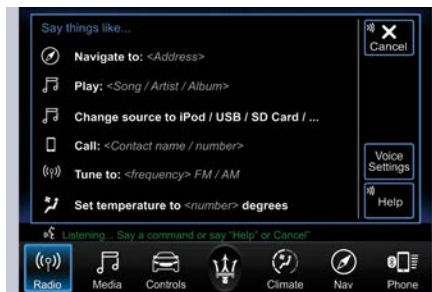 Say things like...
Cancel
Navigate to: <Address>
Play: <Song / Artist / Album>
Change source to iPod / USB / SD Card / ...
Call: <Contact name / number>
Voice
Settings
Tune to: <frequency> FM / AM
Set temperature to <number> degrees
Help
Listening... Say a command or say "Help" or Cancel"
Radio
Media
Controls
Climate
Nav
Phone